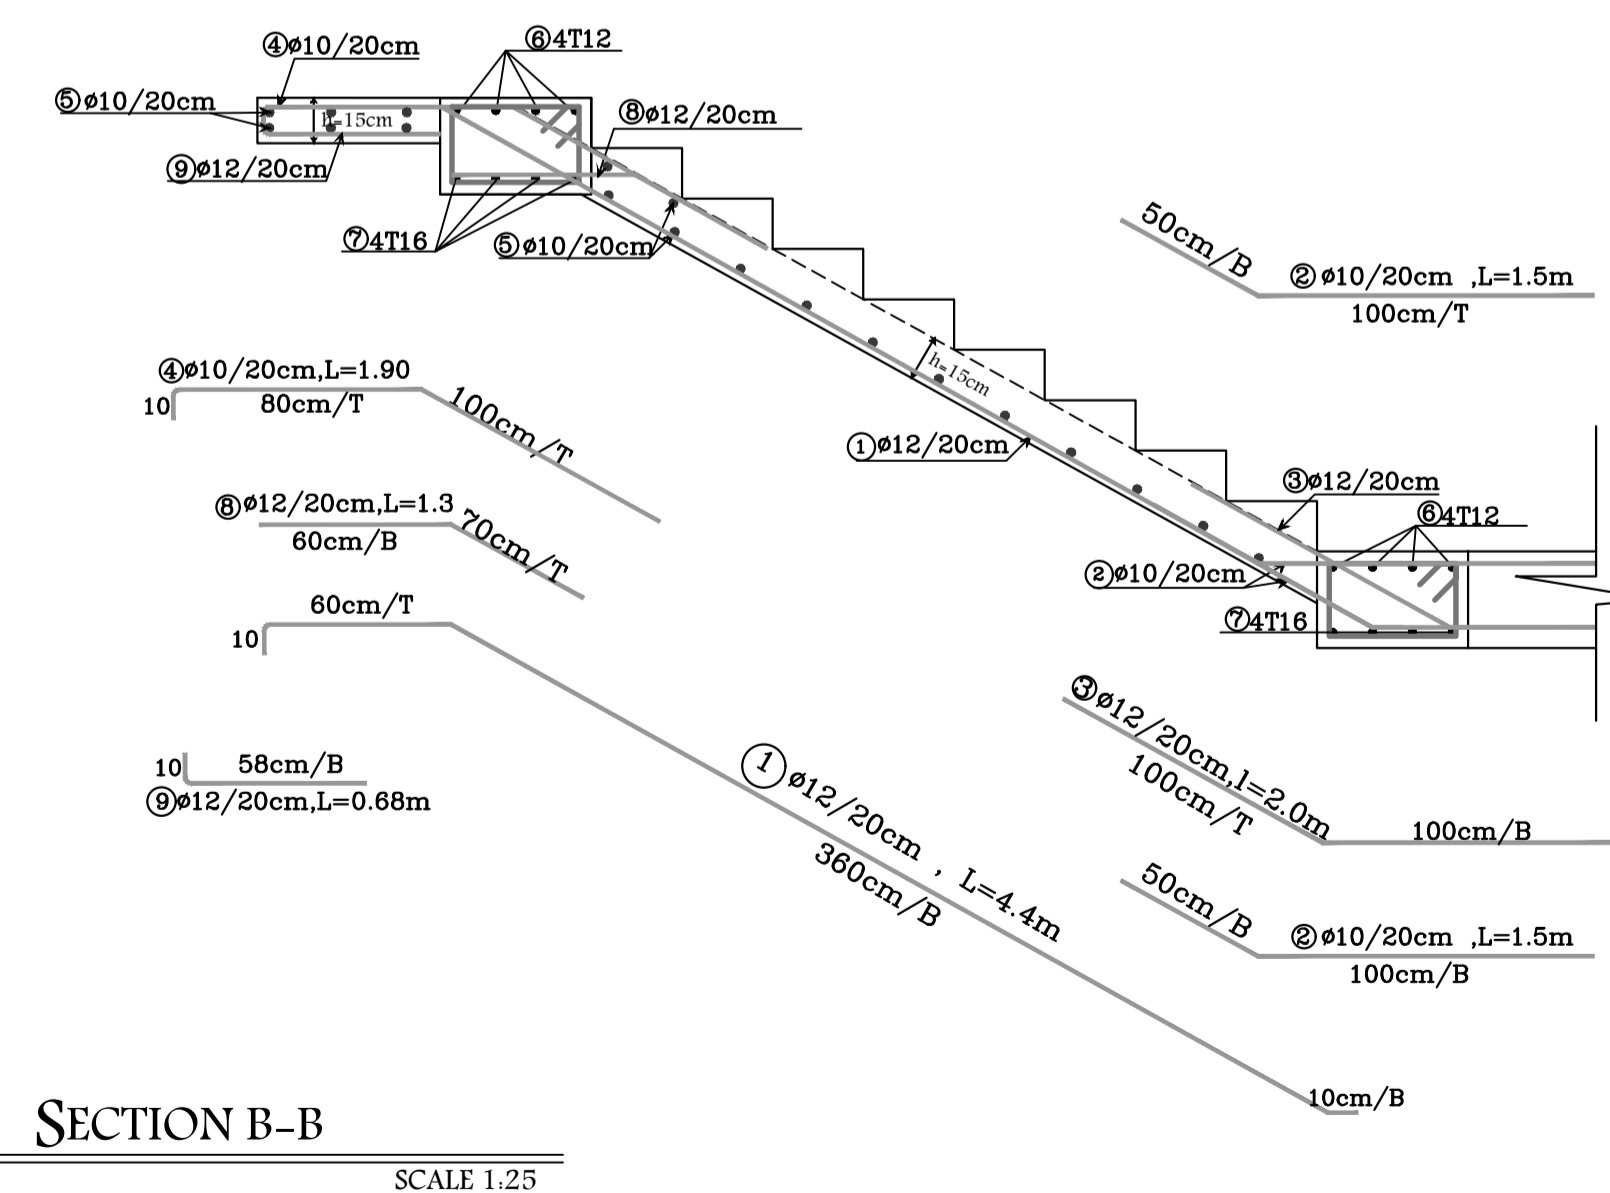 ⑥4T12
④ø10/20cm
⑤ø10/20cm
h=15cm
⑧ø12/20cm
⑨ø12/20cm
⑦4T16
⑤ø10/20cm
50cm/B
②ø10/20cm ,L=1.5m
100cm/T
h=15cm
④ø10/20cm,L=1.90
10
80cm/T
100cm/T
①ø12/20cm
③ø12/20cm
⑥4T12
⑧ø12/20cm,L=1.3
60cm/B
70cm/T
②ø10/20cm
⑦4T16
60cm/T
10
③ø12/20cm,l=2.0m
100cm/T
100cm/B
10
58cm/B
⑨ø12/20cm,L=0.68m
① ø12/20cm , L=4.4m
360cm/B
10cm/B
50cm/B
②ø10/20cm ,L=1.5m
100cm/B
SECTION B-B
SCALE 1:25